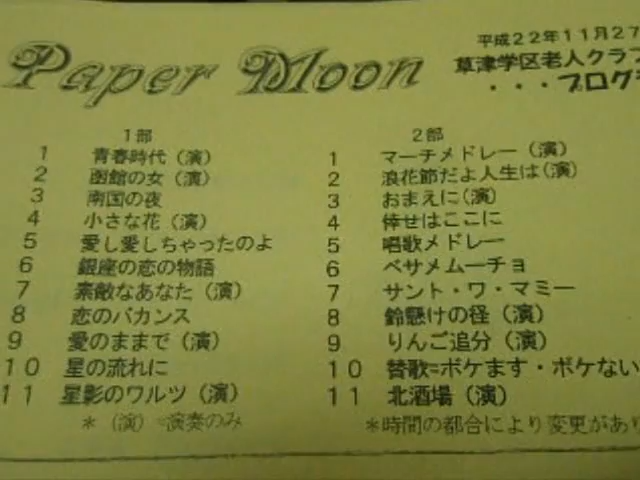 Paper Moon
平成22年11月27
草津学区老人クラブ
・・・プログラ
1部
1 青春時代（演）
2 函館の女（演）
3 南国の夜
4 小さな花（演）
5 愛し愛しちゃったのよ
6 銀座の恋の物語
7 素敵なあなた（演）
8 恋のバカンス
9 愛のままで（演）
10 星の流れに
11 星影のワルツ（演）
＊（演）＝演奏のみ
2部
1 マーチメドレー（演）
2 浪花節だよ人生は（演）
3 おまえに（演）
4 倖せはここに
5 唱歌メドレー
6 ベサメムーチョ
7 サント・ワ・マミー
8 鈴懸けの径（演）
9 りんご追分（演）
10 替歌=ボケます・ボケない
11 北酒場（演）
＊時間の都合により変更があり